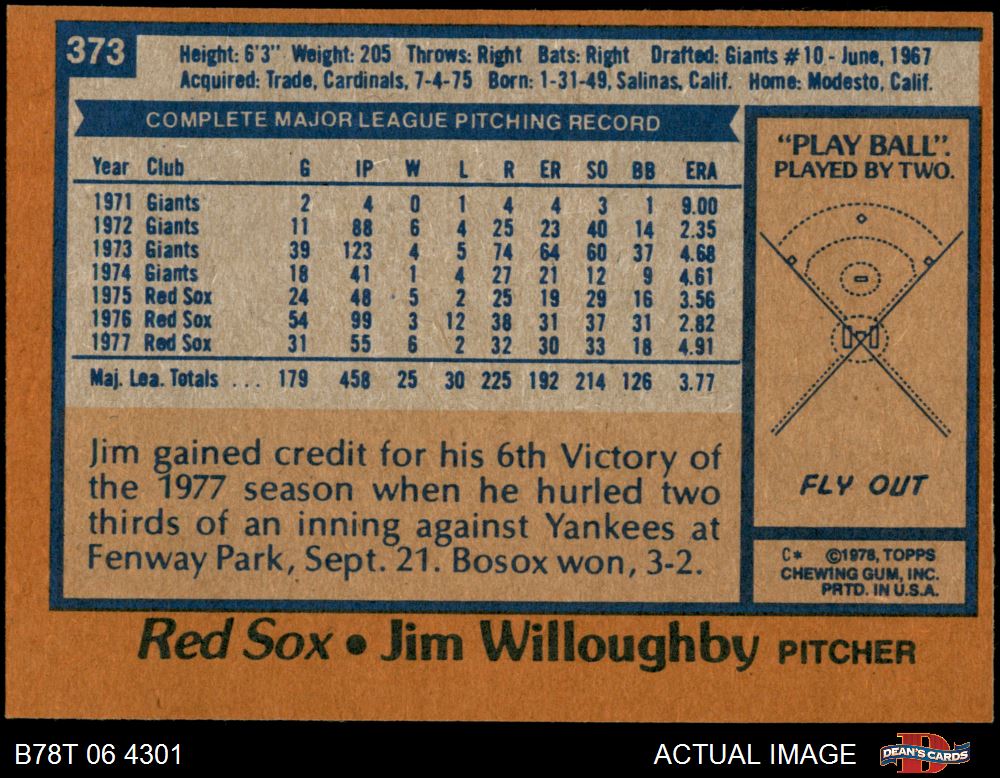 373
Height: 6'3" Weight: 205 Throws: Right Bats: Right Drafted: Giants #10 - June, 1967
Acquired: Trade, Cardinals, 7-4-75 Born: 1-31-49, Salinas, Calif. Home: Modesto, Calif.
COMPLETE MAJOR LEAGUE PITCHING RECORD
Year Club G IP W L R ER SO BB ERA
1971 Giants 2 4 0 1 4 4 3 1 9.00
1972 Giants 11 88 6 4 25 23 40 14 2.35
1973 Giants 39 123 4 5 74 64 60 37 4.68
1974 Giants 18 41 1 4 27 21 12 9 4.61
1975 Red Sox 24 48 5 2 25 19 29 16 3.56
1976 Red Sox 54 99 3 12 38 31 37 31 2.82
1977 Red Sox 31 55 6 2 32 30 33 18 4.91
Maj. Lea. Totals ... 179 458 25 30 225 192 214 126 3.77
Jim gained credit for his 6th Victory of
the 1977 season when he hurled two
thirds of an inning against Yankees at
Fenway Park, Sept. 21. Bosox won, 3-2.
"PLAY BALL".
PLAYED BY TWO.
FLY OUT
C* ©1978, TOPPS
CHEWING GUM, INC.
PRTD. IN U.S.A.
Red Sox • Jim Willoughby PITCHER
B78T 06 4301
ACTUAL IMAGE
D
DEAN'S CARDS